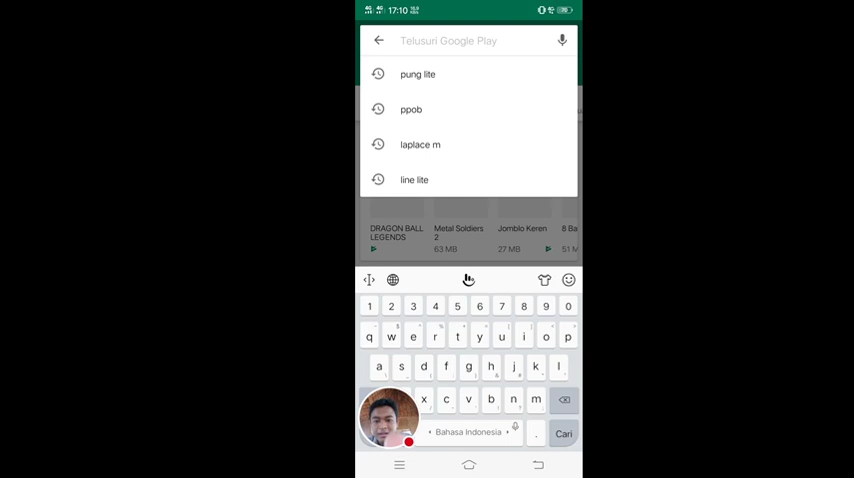 4G 4G 17:10
Telusuri Google Play
pung lite
ppob
laplace m
line lite
DRAGON BALL LEGENDS
Metal Soldiers 2
63 MB
Jomblo Keren
27 MB
8 Ba
51 M
1 2 3 4 5 6 7 8 9 0
q w e r t y u i o p
a s d f g h j k l
x c v b n m
Bahasa Indonesia
. Cari